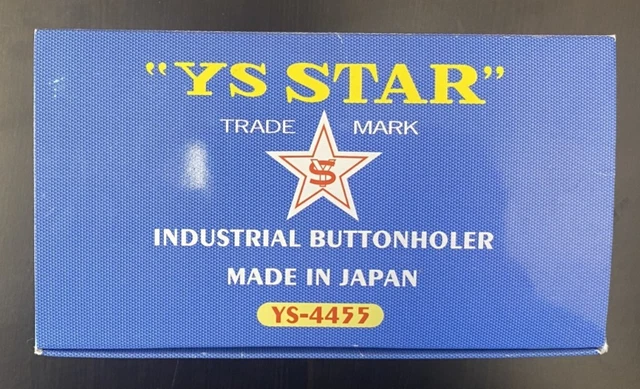 "YS STAR"
TRADE MARK
YS
INDUSTRIAL BUTTONHOLER
MADE IN JAPAN
YS-4455